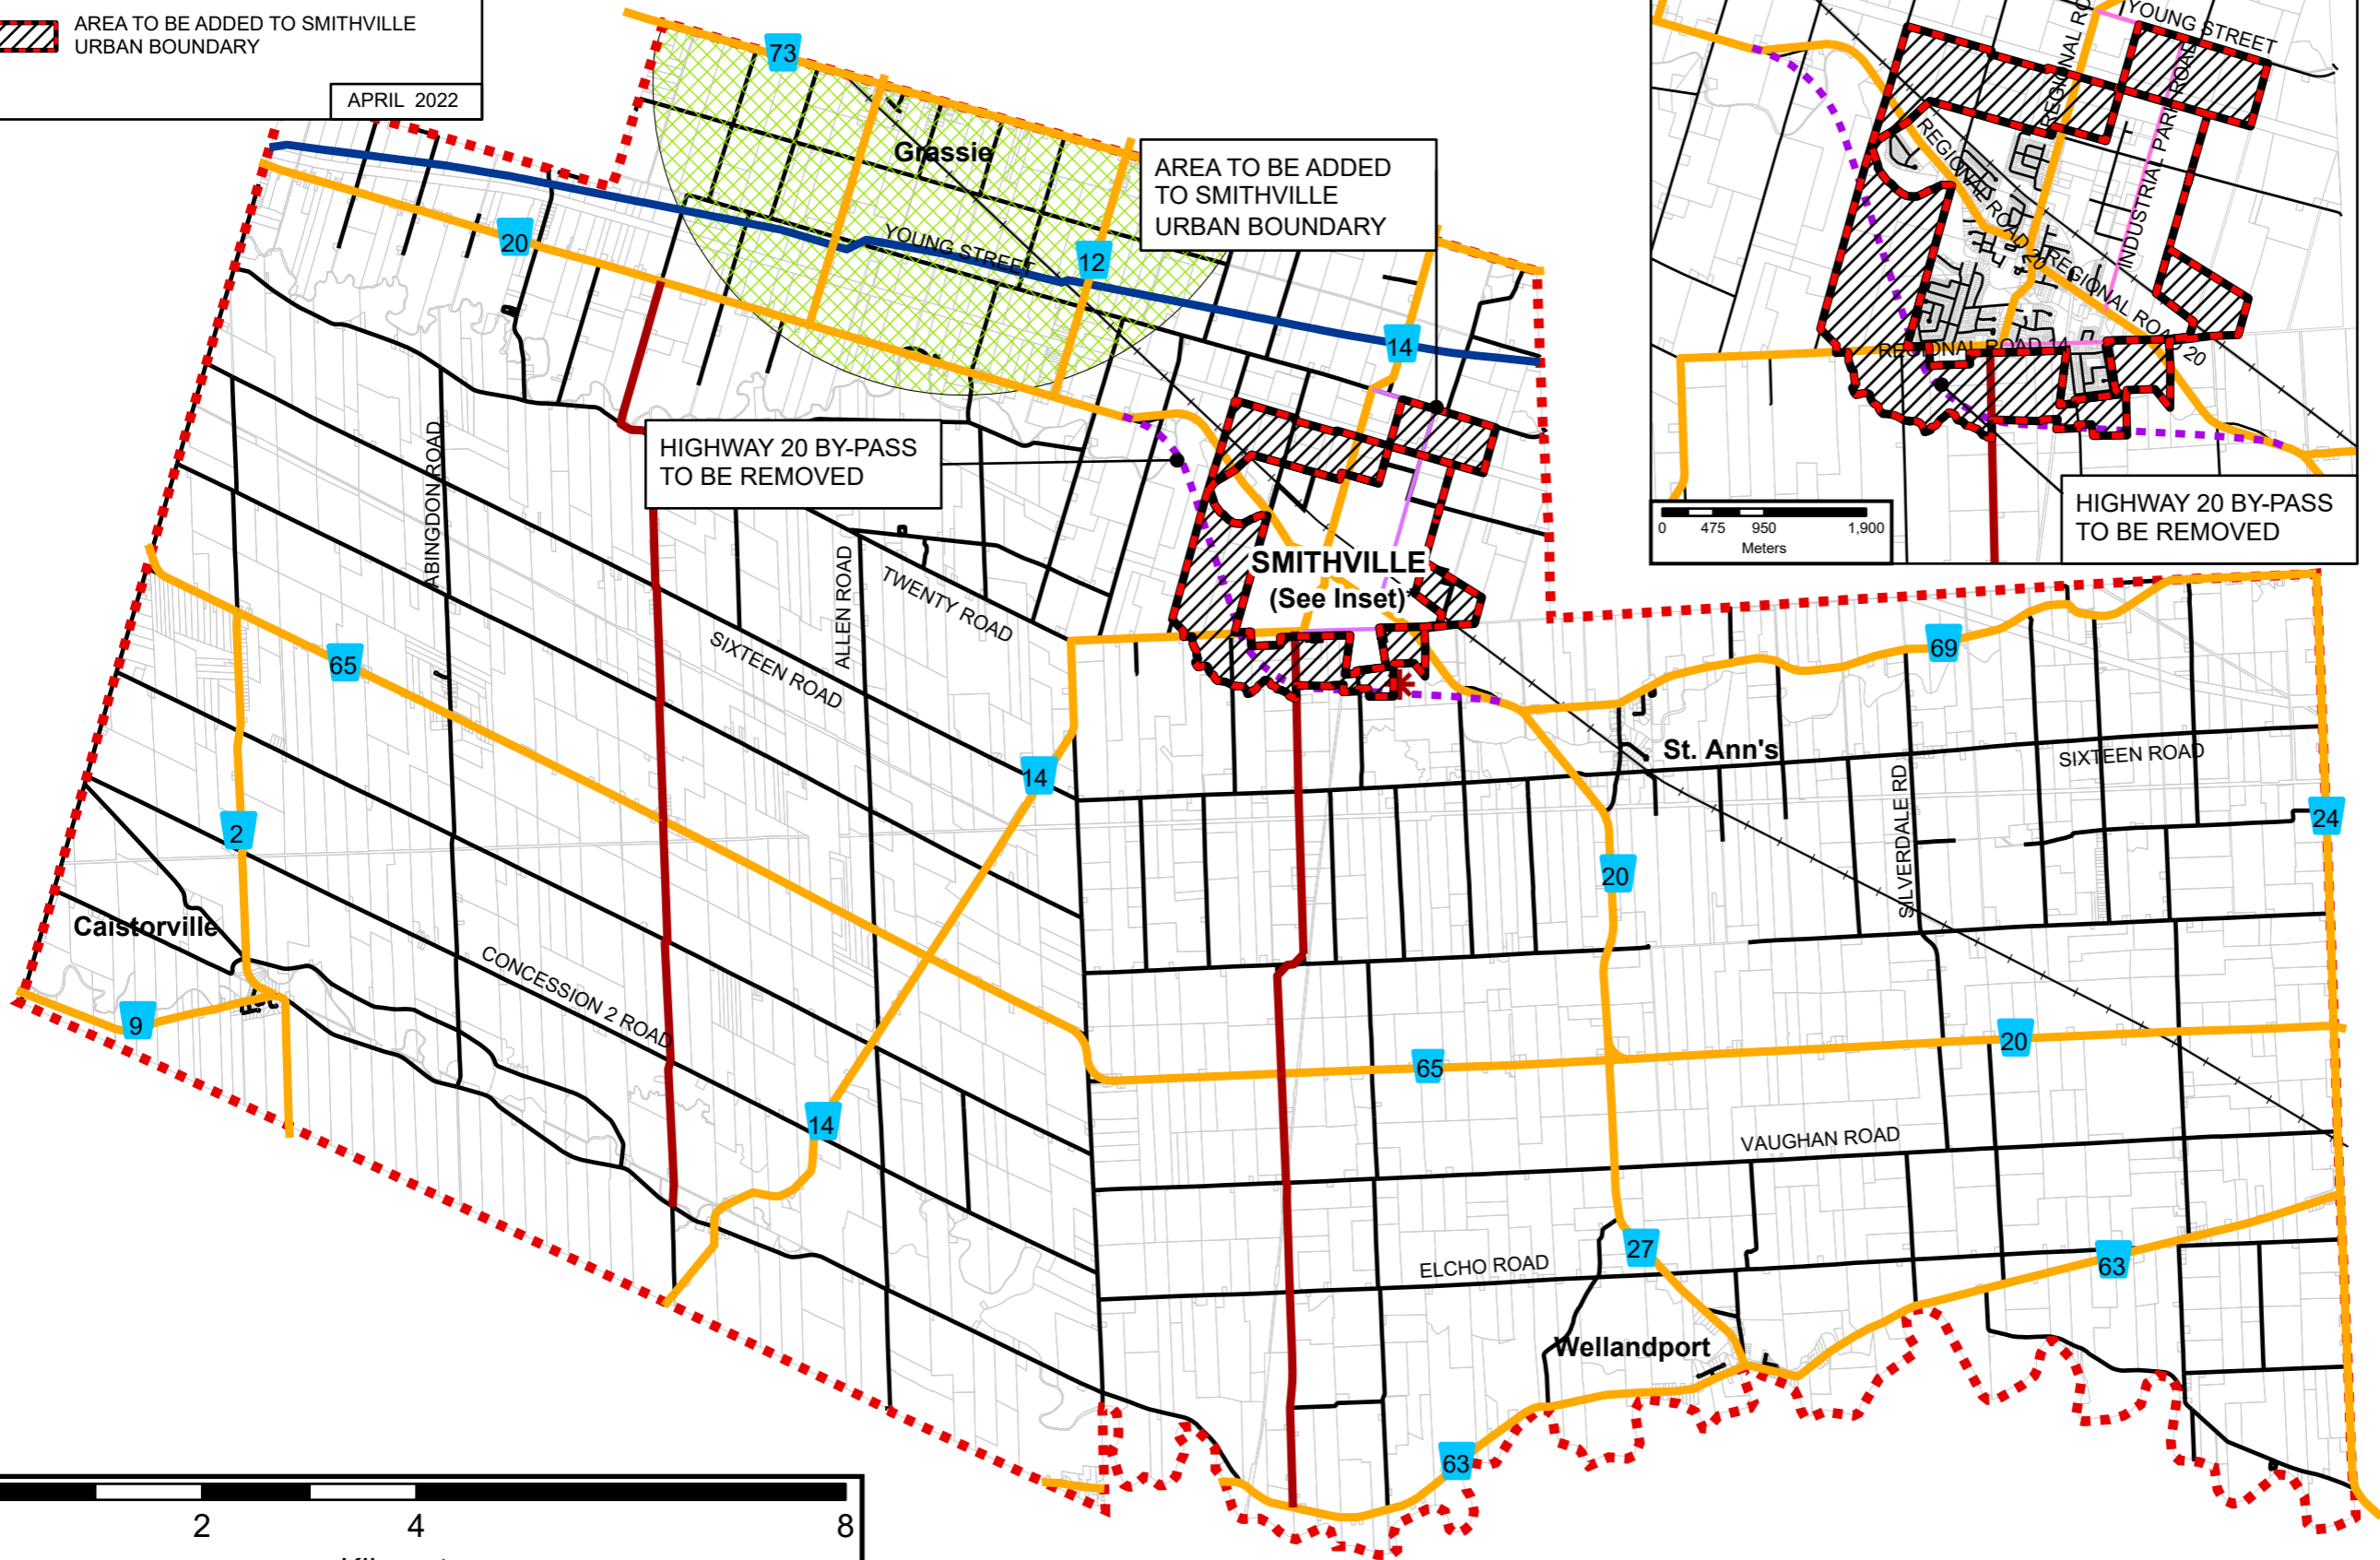 AREA TO BE ADDED TO SMITHVILLE
URBAN BOUNDARY
APRIL 2022
73
Grassie
AREA TO BE ADDED
TO SMITHVILLE
URBAN BOUNDARY
20
YOUNG STREET
12
14
HIGHWAY 20 BY-PASS
TO BE REMOVED
ABINGDON ROAD
ALLEN ROAD
TWENTY ROAD
SIXTEEN ROAD
SMITHVILLE
(See Inset)
65
69
14
St. Ann's
SIXTEEN ROAD
SILVERDALE RD
24
2
20
Caistorville
CONCESSION 2 ROAD
9
65
20
14
VAUGHAN ROAD
27
ELCHO ROAD
63
Wellandport
63
2
4
8
YOUNG STREET
INDUSTRIAL PARK ROAD
REGIONAL ROAD 20
REGIONAL ROAD 20
REGIONAL ROAD 14
HIGHWAY 20 BY-PASS
TO BE REMOVED
0 475 950 1,900
Meters